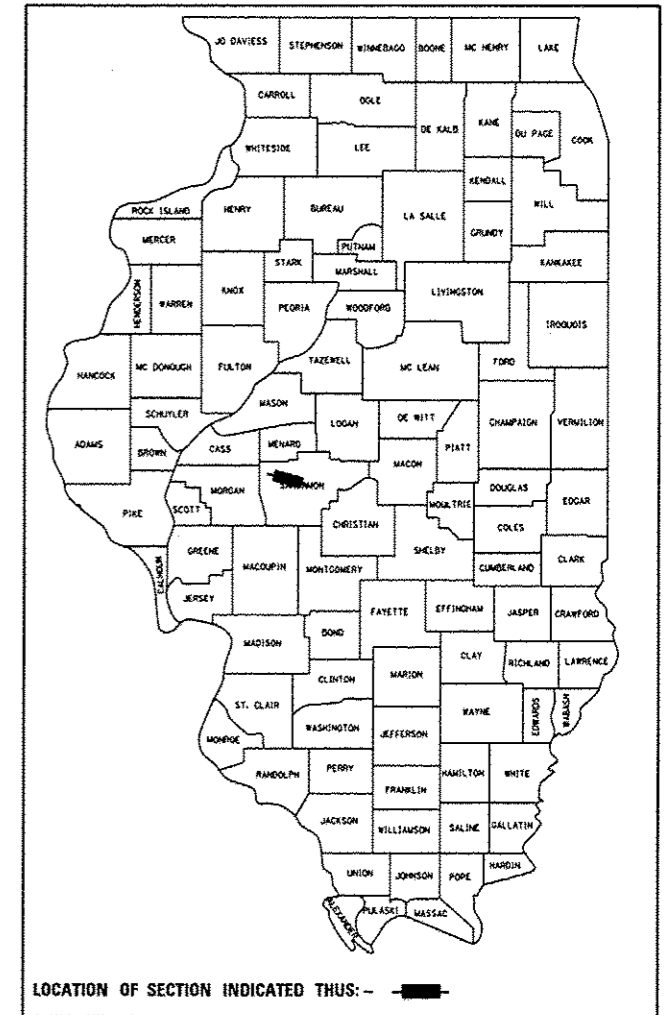 JO DAVIESS STEPHENSON WINNEBAGO BOONE MC HENRY LAKE
CARROLL OGLE DE KALB KANE DU PAGE COOK
WHITESIDE LEE
KENDALL WILL
ROCK ISLAND HENRY BUREAU LA SALLE GRUNDY
MERCER PUTNAM KANKAKEE
STARK MARSHALL
HENDERSON WARREN KNOX PEORIA WOODFORD LIVINGSTON IROQUOIS
HANCOCK MC DONOUGH FULTON TAZEWELL MC LEAN FORD
MASON
SCHUYLER LOGAN DE WITT CHAMPAIGN VERMILION
ADAMS BROWN CASS MENARD PIATT
MACON
PIKE SCOTT MORGAN MOULTRIE DOUGLAS EDGAR
CHRISTIAN COLES
GREENE MACOUPIN MONTGOMERY SHELBY CUMBERLAND CLARK
CALHOUN JERSEY FAYETTE EFFINGHAM JASPER CRAWFORD
MADISON BOND
CLAY RICHLAND LAWRENCE
CLINTON MARION
ST. CLAIR WAYNE EDWARDS WABASH
WASHINGTON JEFFERSON
MONROE
RANDOLPH PERRY HAMILTON WHITE
FRANKLIN
JACKSON WILLIAMSON SALINE GALLATIN
UNION JOHNSON POPE HARDIN
ALEXANDER PULASKI MASSAC
LOCATION OF SECTION INDICATED THUS: -